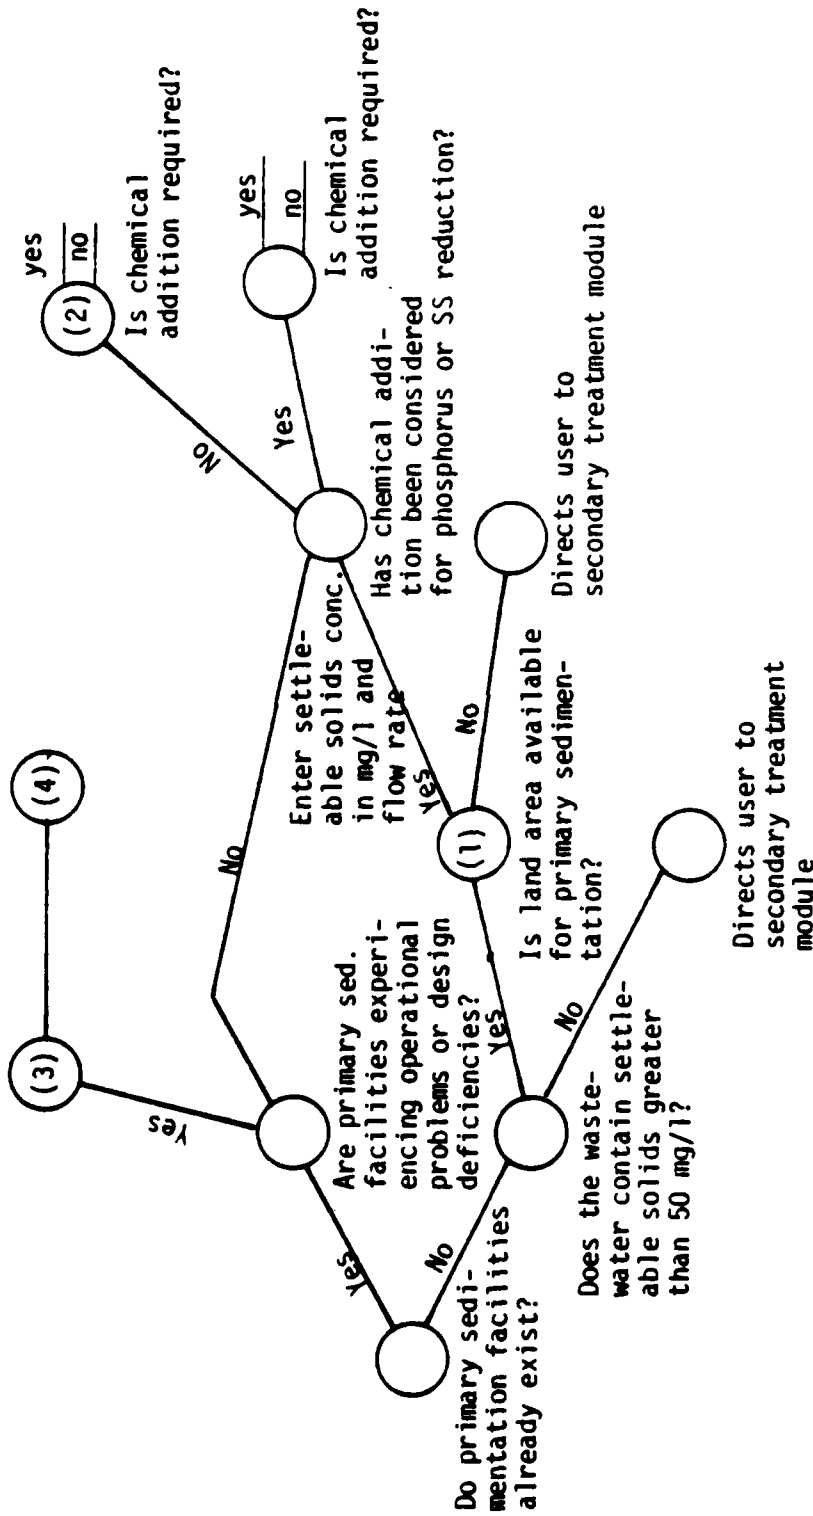 Do primary sedi-
mentation facilities
already exist?
Yes
No
Are primary sed.
facilities experi-
encing operational
problems or design
deficiencies?
Yes
No
(3)
(4)
Does the waste-
water contain settle-
able solids greater
than 50 mg/l?
Yes
No
Directs user to
secondary treatment
module
(1)
Is land area available
for primary sedimen-
tation?
Yes
No
Directs user to
secondary treatment module
Enter settle-
able solids conc.
in mg/l and
flow rate
Has chemical addi-
tion been considered
for phosphorus or SS reduction?
No
Yes
(2)
yes
no
Is chemical
addition required?
yes
no
Is chemical
addition required?